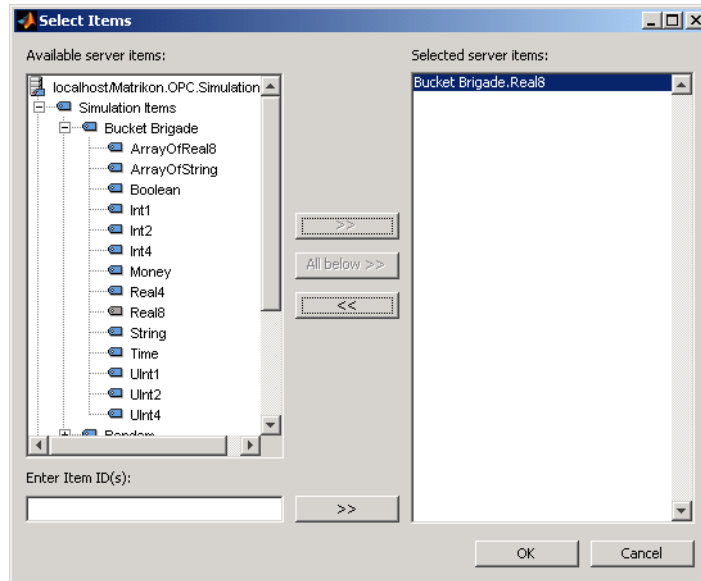 Select Items
Available server items:
localhost/Matrikon.OPC.Simulation
Simulation Items
Bucket Brigade
ArrayOfReal8
ArrayOfString
Boolean
Int1
Int2
Int4
Money
Real4
Real8
String
Time
UInt1
UInt2
UInt4
Random
Enter Item ID(s):
>>
All below >>
<<
>>
Selected server items:
Bucket Brigade.Real8
OK
Cancel